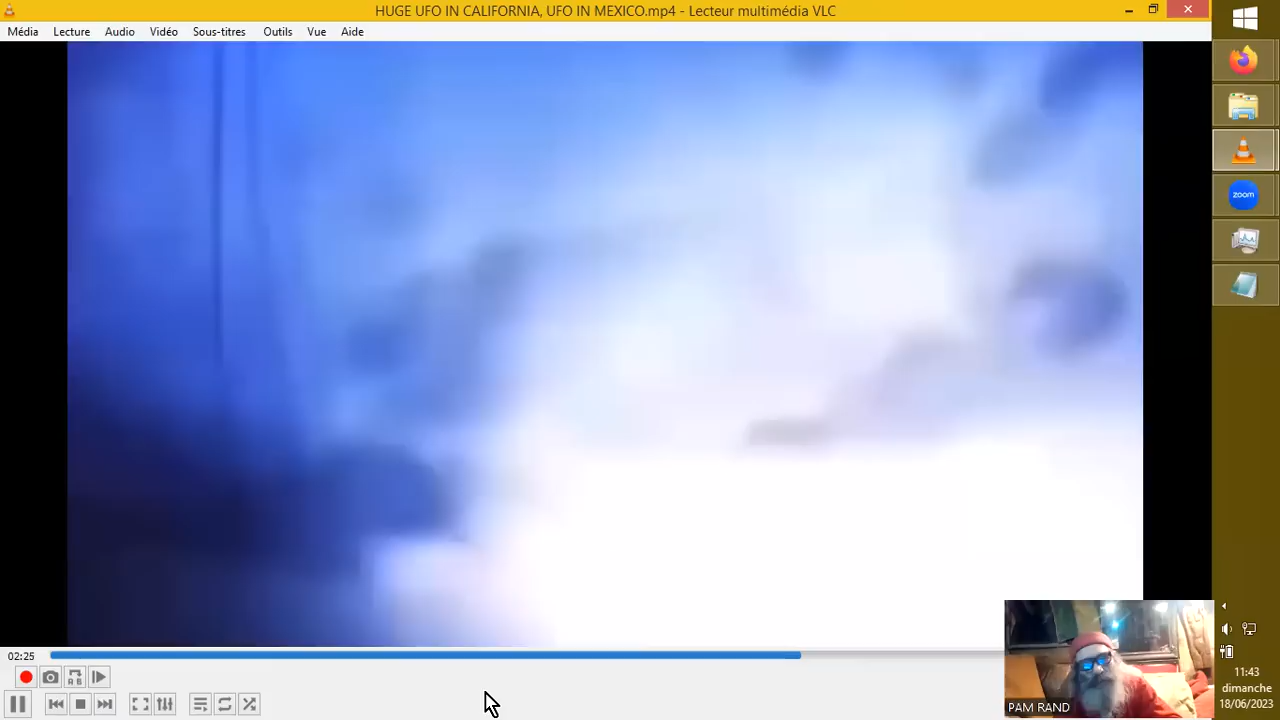 HUGE UFO IN CALIFORNIA, UFO IN MEXICO.mp4 - Lecteur multimédia VLC
Média Lecture Audio Vidéo Sous-titres Outils Vue Aide
zoom
02:25
A B
11:43
dimanche
18/06/2023
PAM RAND